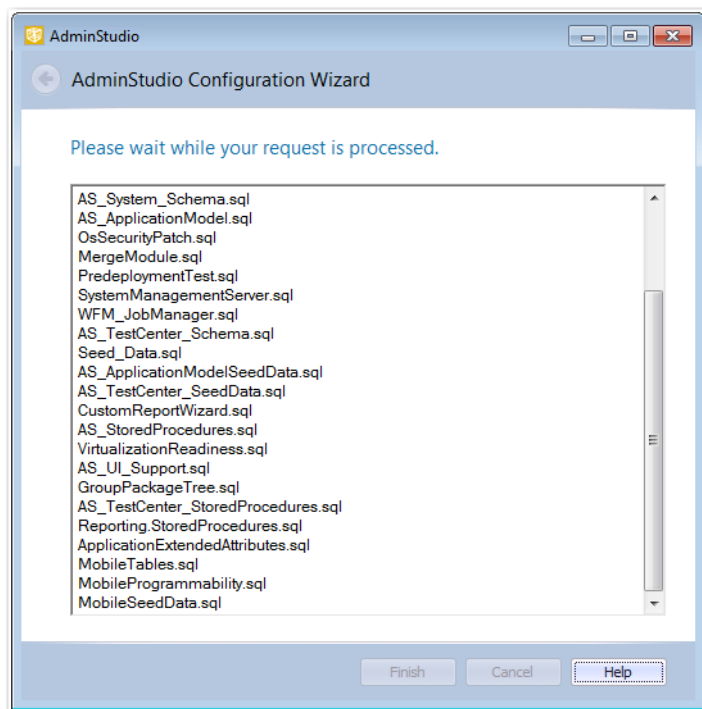 AdminStudio
AdminStudio Configuration Wizard
Please wait while your request is processed.
AS_System_Schema.sql
AS_ApplicationModel.sql
OsSecurityPatch.sql
MergeModule.sql
PredeploymentTest.sql
SystemManagementServer.sql
WFM_JobManager.sql
AS_TestCenter_Schema.sql
Seed_Data.sql
AS_ApplicationModelSeedData.sql
AS_TestCenter_SeedData.sql
CustomReportWizard.sql
AS_StoredProcedures.sql
VirtualizationReadiness.sql
AS_UI_Support.sql
GroupPackageTree.sql
AS_TestCenter_StoredProcedures.sql
Reporting.StoredProcedures.sql
ApplicationExtendedAttributes.sql
MobileTables.sql
MobileProgrammability.sql
MobileSeedData.sql
Finish Cancel Help